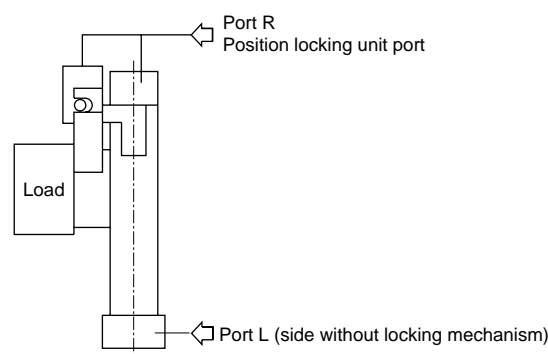 Port R
Position locking unit port
Load
Port L (side without locking mechanism)